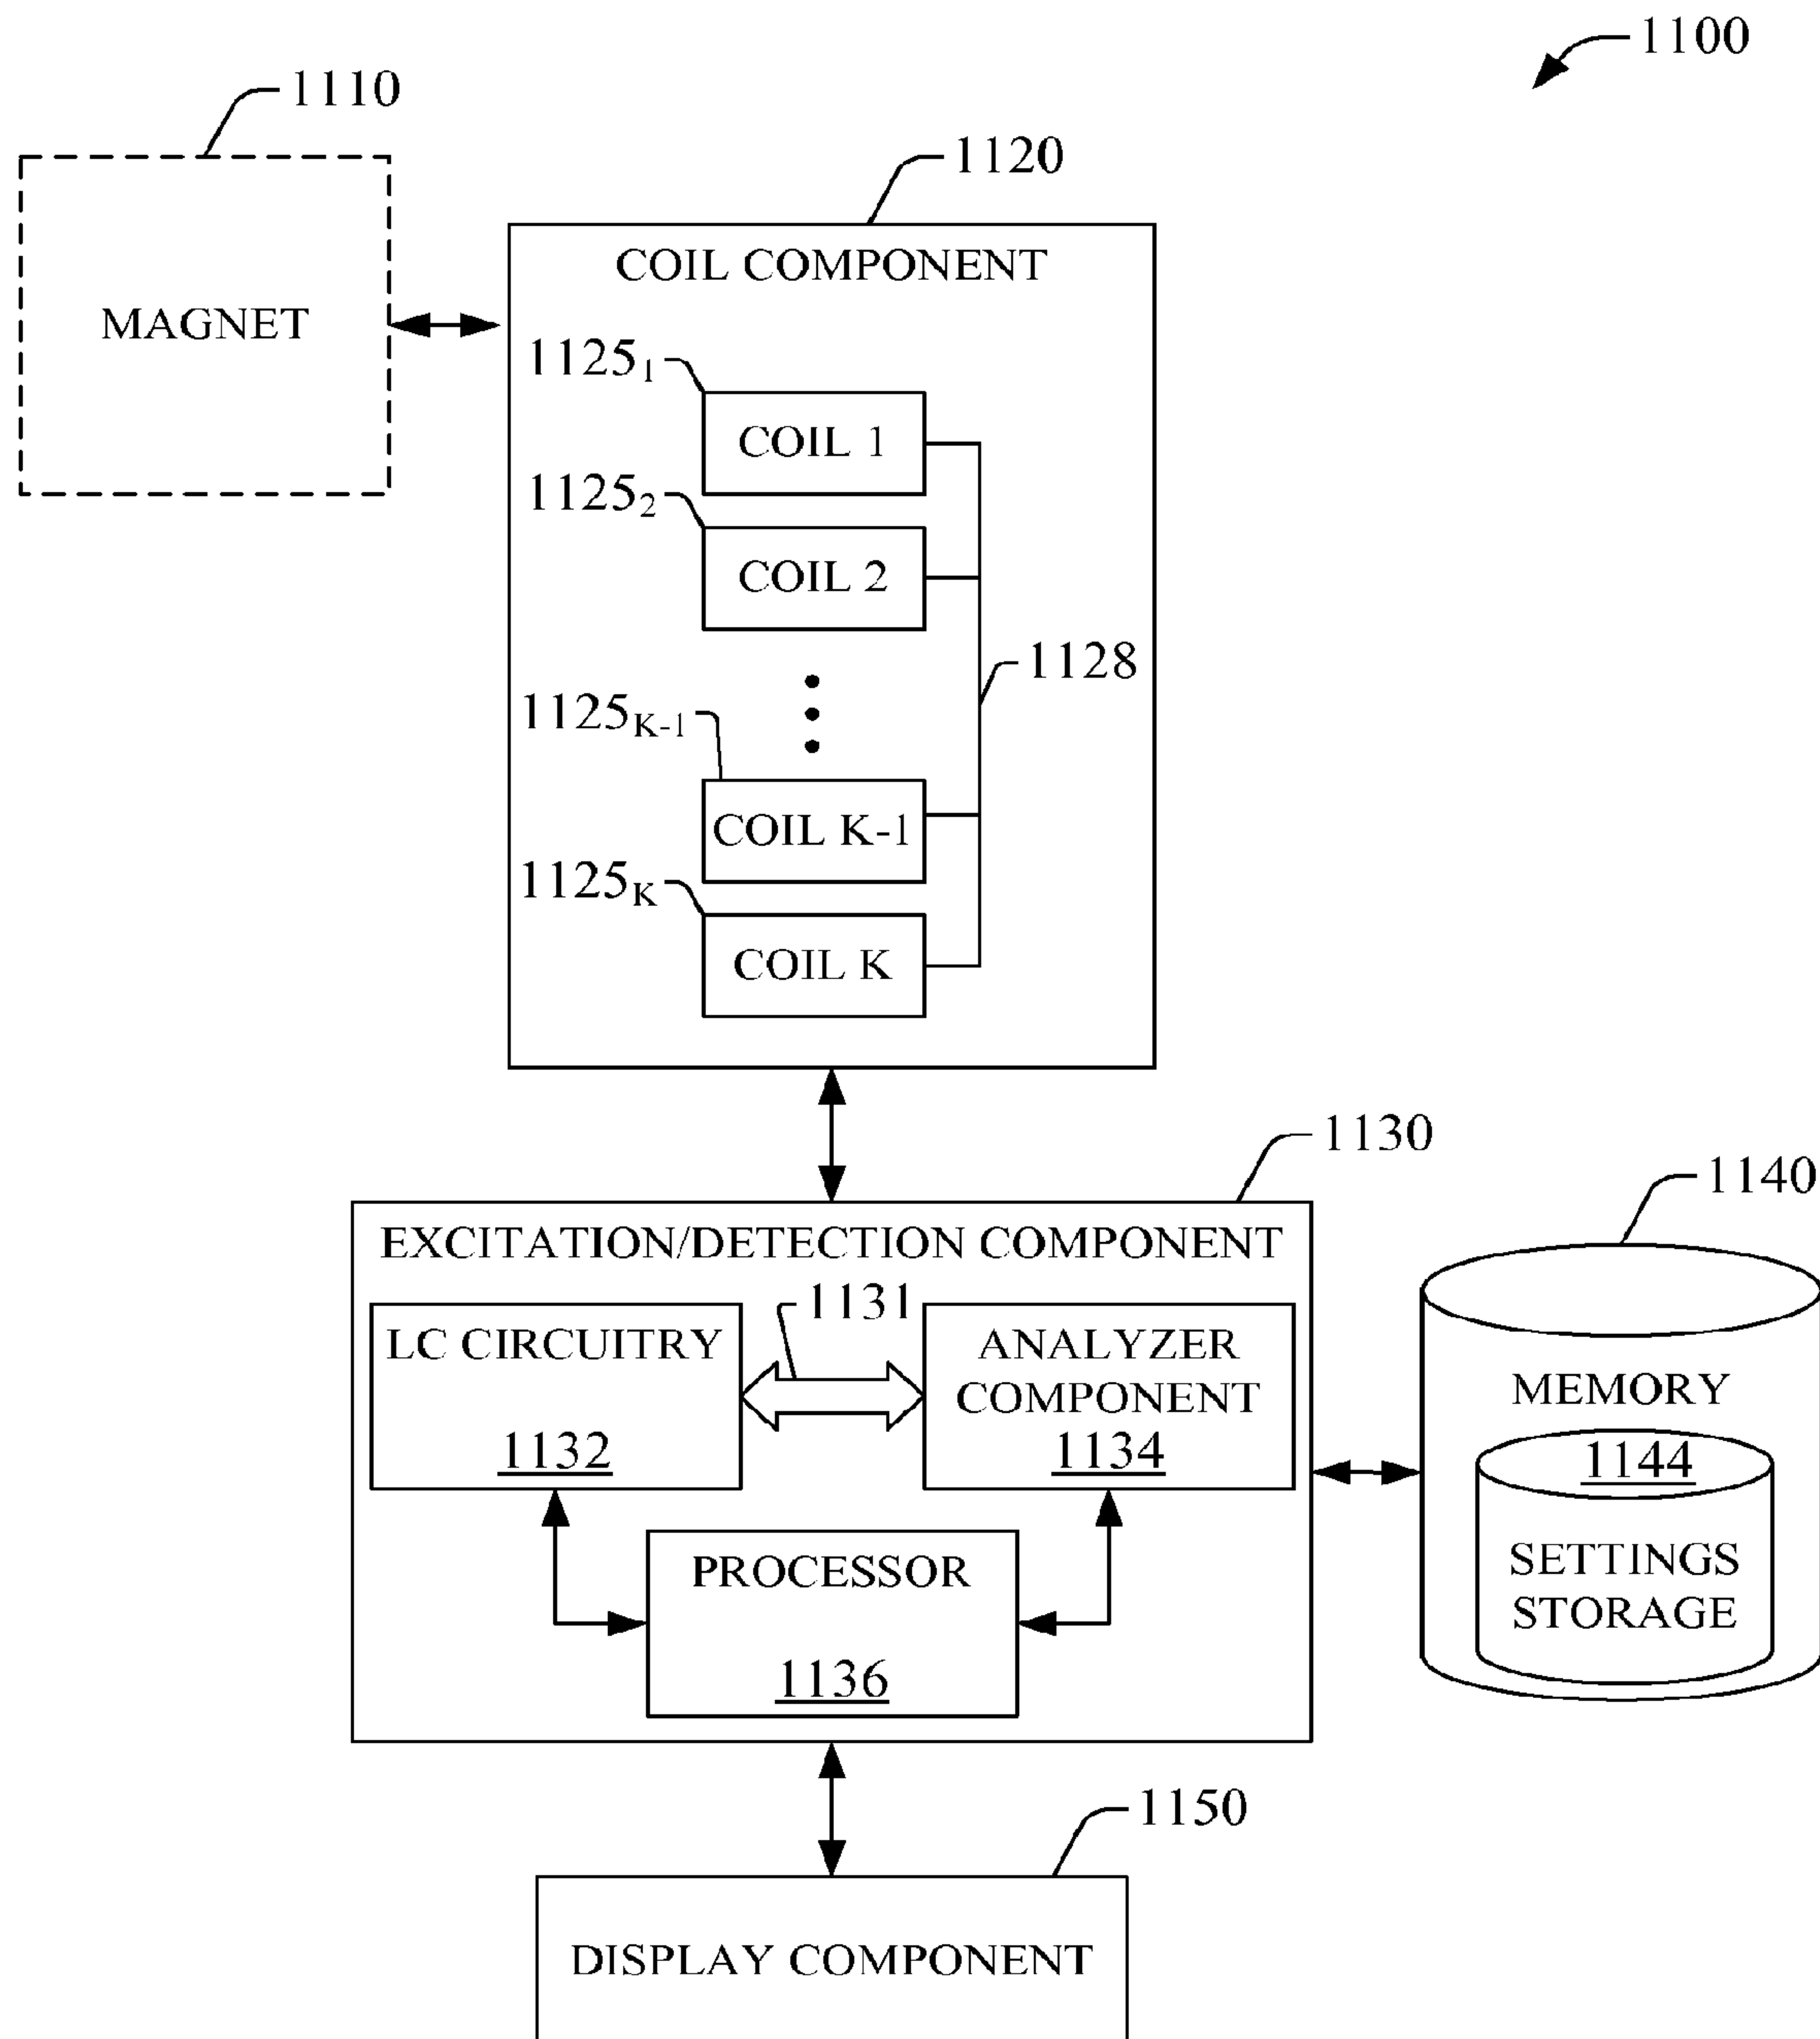 1100
1110
MAGNET
1120
COIL COMPONENT
1125₁
COIL 1
1125₂
COIL 2
1128
1125K-1
COIL K-1
1125K
COIL K
1130
EXCITATION/DETECTION COMPONENT
1131
LC CIRCUITRY
1132
ANALYZER
COMPONENT
1134
PROCESSOR
1136
1140
MEMORY
1144
SETTINGS
STORAGE
1150
DISPLAY COMPONENT